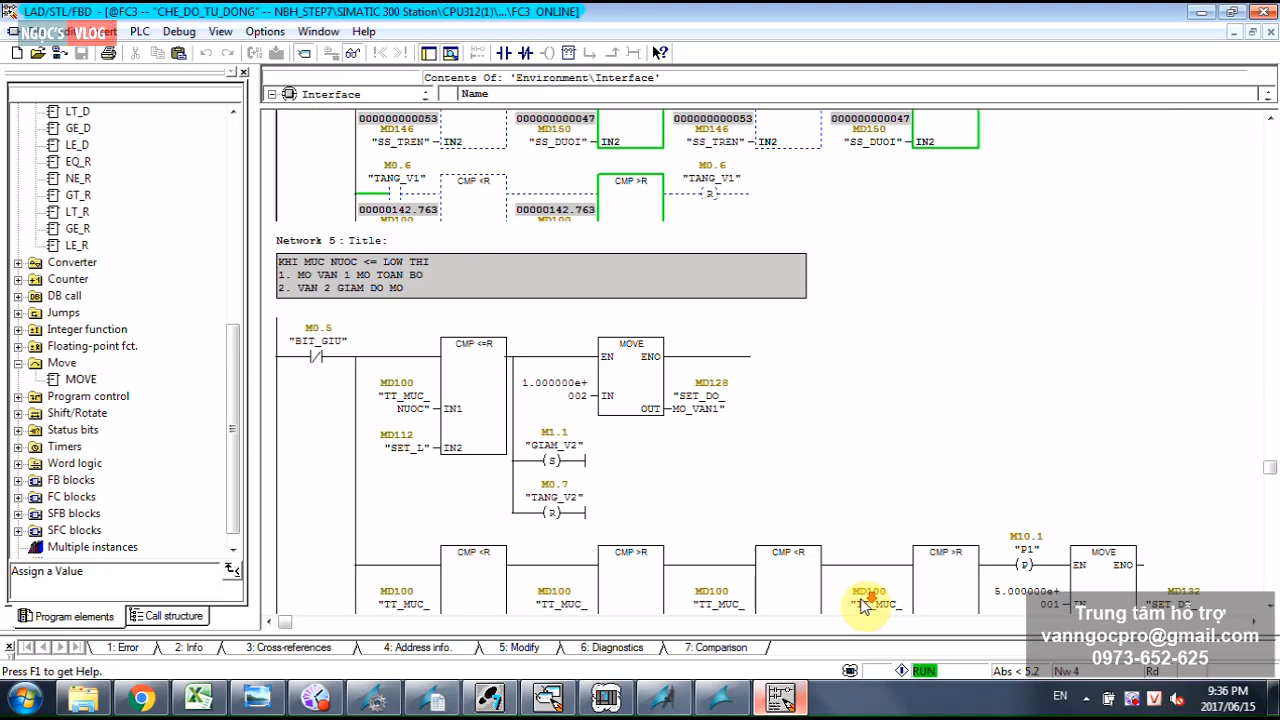 LAD/STL/FBD - [@FC3 -- "CHE_DO_TU_DONG" -- NBH_STEP7\SIMATIC 300 Station\CPU312(1)\...\FC3 ONLINE]
NGỌC'S VLOG
PLC Debug View Options Window Help
Contents Of: 'Environment\Interface'
Interface
Name
LT_D
GE_D
LE_D
EQ_R
NE_R
GT_R
LT_R
GE_R
LE_R
Converter
Counter
DB call
Jumps
Integer function
Floating-point fct.
Move
MOVE
Program control
Shift/Rotate
Status bits
Timers
Word logic
FB blocks
FC blocks
SFB blocks
SFC blocks
Multiple instances
Assign a Value
Program elements Call structure
000000000053 000000000047 000000000053 000000000047
MD146 MD150 MD146 MD150
"SS_TREN" IN2 "SS_DUOI" IN2 "SS_TREN" IN2 "SS_DUOI" IN2
M0.6 M0.6
"TANG_V1" CMP <R CMP >R "TANG_V1"
R
00000142.763 00000142.763
MD100 MD100
Network 5 : Title:
KHI MUC NUOC <= LOW THI
1. MO VAN 1 MO TOAN BO
2. VAN 2 GIAM DO MO
M0.5
"BIT_GIU" CMP <=R MOVE
EN ENO
MD100 1.000000e+ MD128
"TT_MUC_ 002 IN "SET_DO_
NUOC" IN1 OUT MO_VAN1"
MD112 M1.1
"SET_L" IN2 "GIAM_V2"
S
M0.7
"TANG_V2"
R
M10.1
CMP <R CMP >R CMP <R CMP >R "P1" MOVE
P EN ENO
MD100 MD100 MD100 MD100 5.000000e+ MD132
"TT_MUC_ "TT_MUC_ "TT_MUC_ "TT_MUC_ 001 IN "SET_DO_
Trung tâm hỗ trợ
vanngocpro@gmail.com
0973-652-625
1: Error 2: Info 3: Cross-references 4: Address info. 5: Modify 6: Diagnostics 7: Comparison
Press F1 to get Help.
RUN Abs < 5.2 Nw 4 Rd
EN 9:36 PM
2017/06/15